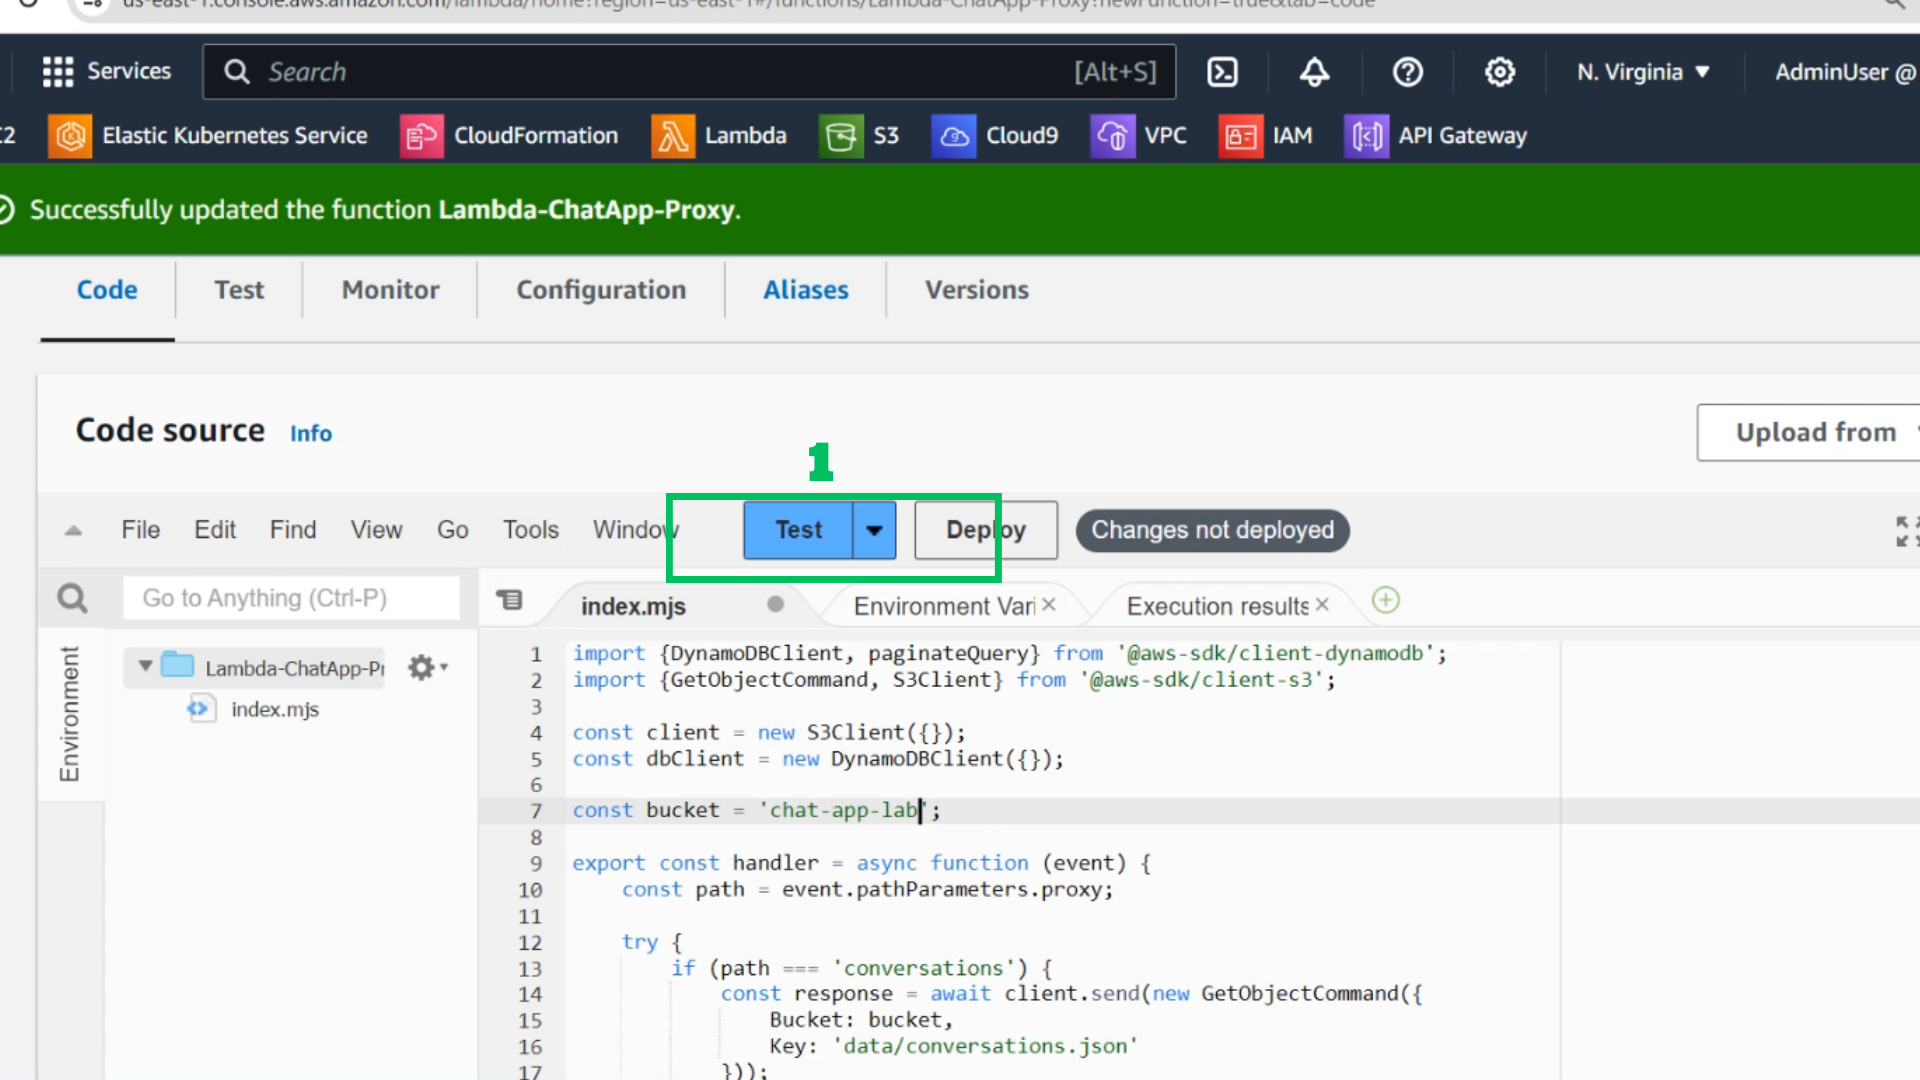 us-east-1.console.aws.amazon.com/lambda/home?region=us-east-1#/functions/Lambda-ChatApp-Proxy?newFunction=true&tab=code
Services
Search
[Alt+S]
N. Virginia
AdminUser @
Elastic Kubernetes Service
CloudFormation
Lambda
S3
Cloud9
VPC
IAM
API Gateway
Successfully updated the function Lambda-ChatApp-Proxy.
Code
Test
Monitor
Configuration
Aliases
Versions
Code source
Info
Upload from
1
File
Edit
Find
View
Go
Tools
Window
Test
Deploy
Changes not deployed
Go to Anything (Ctrl-P)
index.mjs
Environment Vari
Execution results
Environment
Lambda-ChatApp-Pr
index.mjs
1 import {DynamoDBClient, paginateQuery} from '@aws-sdk/client-dynamodb';
2 import {GetObjectCommand, S3Client} from '@aws-sdk/client-s3';
3
4 const client = new S3Client({});
5 const dbClient = new DynamoDBClient({});
6
7 const bucket = 'chat-app-lab';
8
9 export const handler = async function (event) {
10 const path = event.pathParameters.proxy;
11
12 try {
13 if (path === 'conversations') {
14 const response = await client.send(new GetObjectCommand({
15 Bucket: bucket,
16 Key: 'data/conversations.json'
17 }));